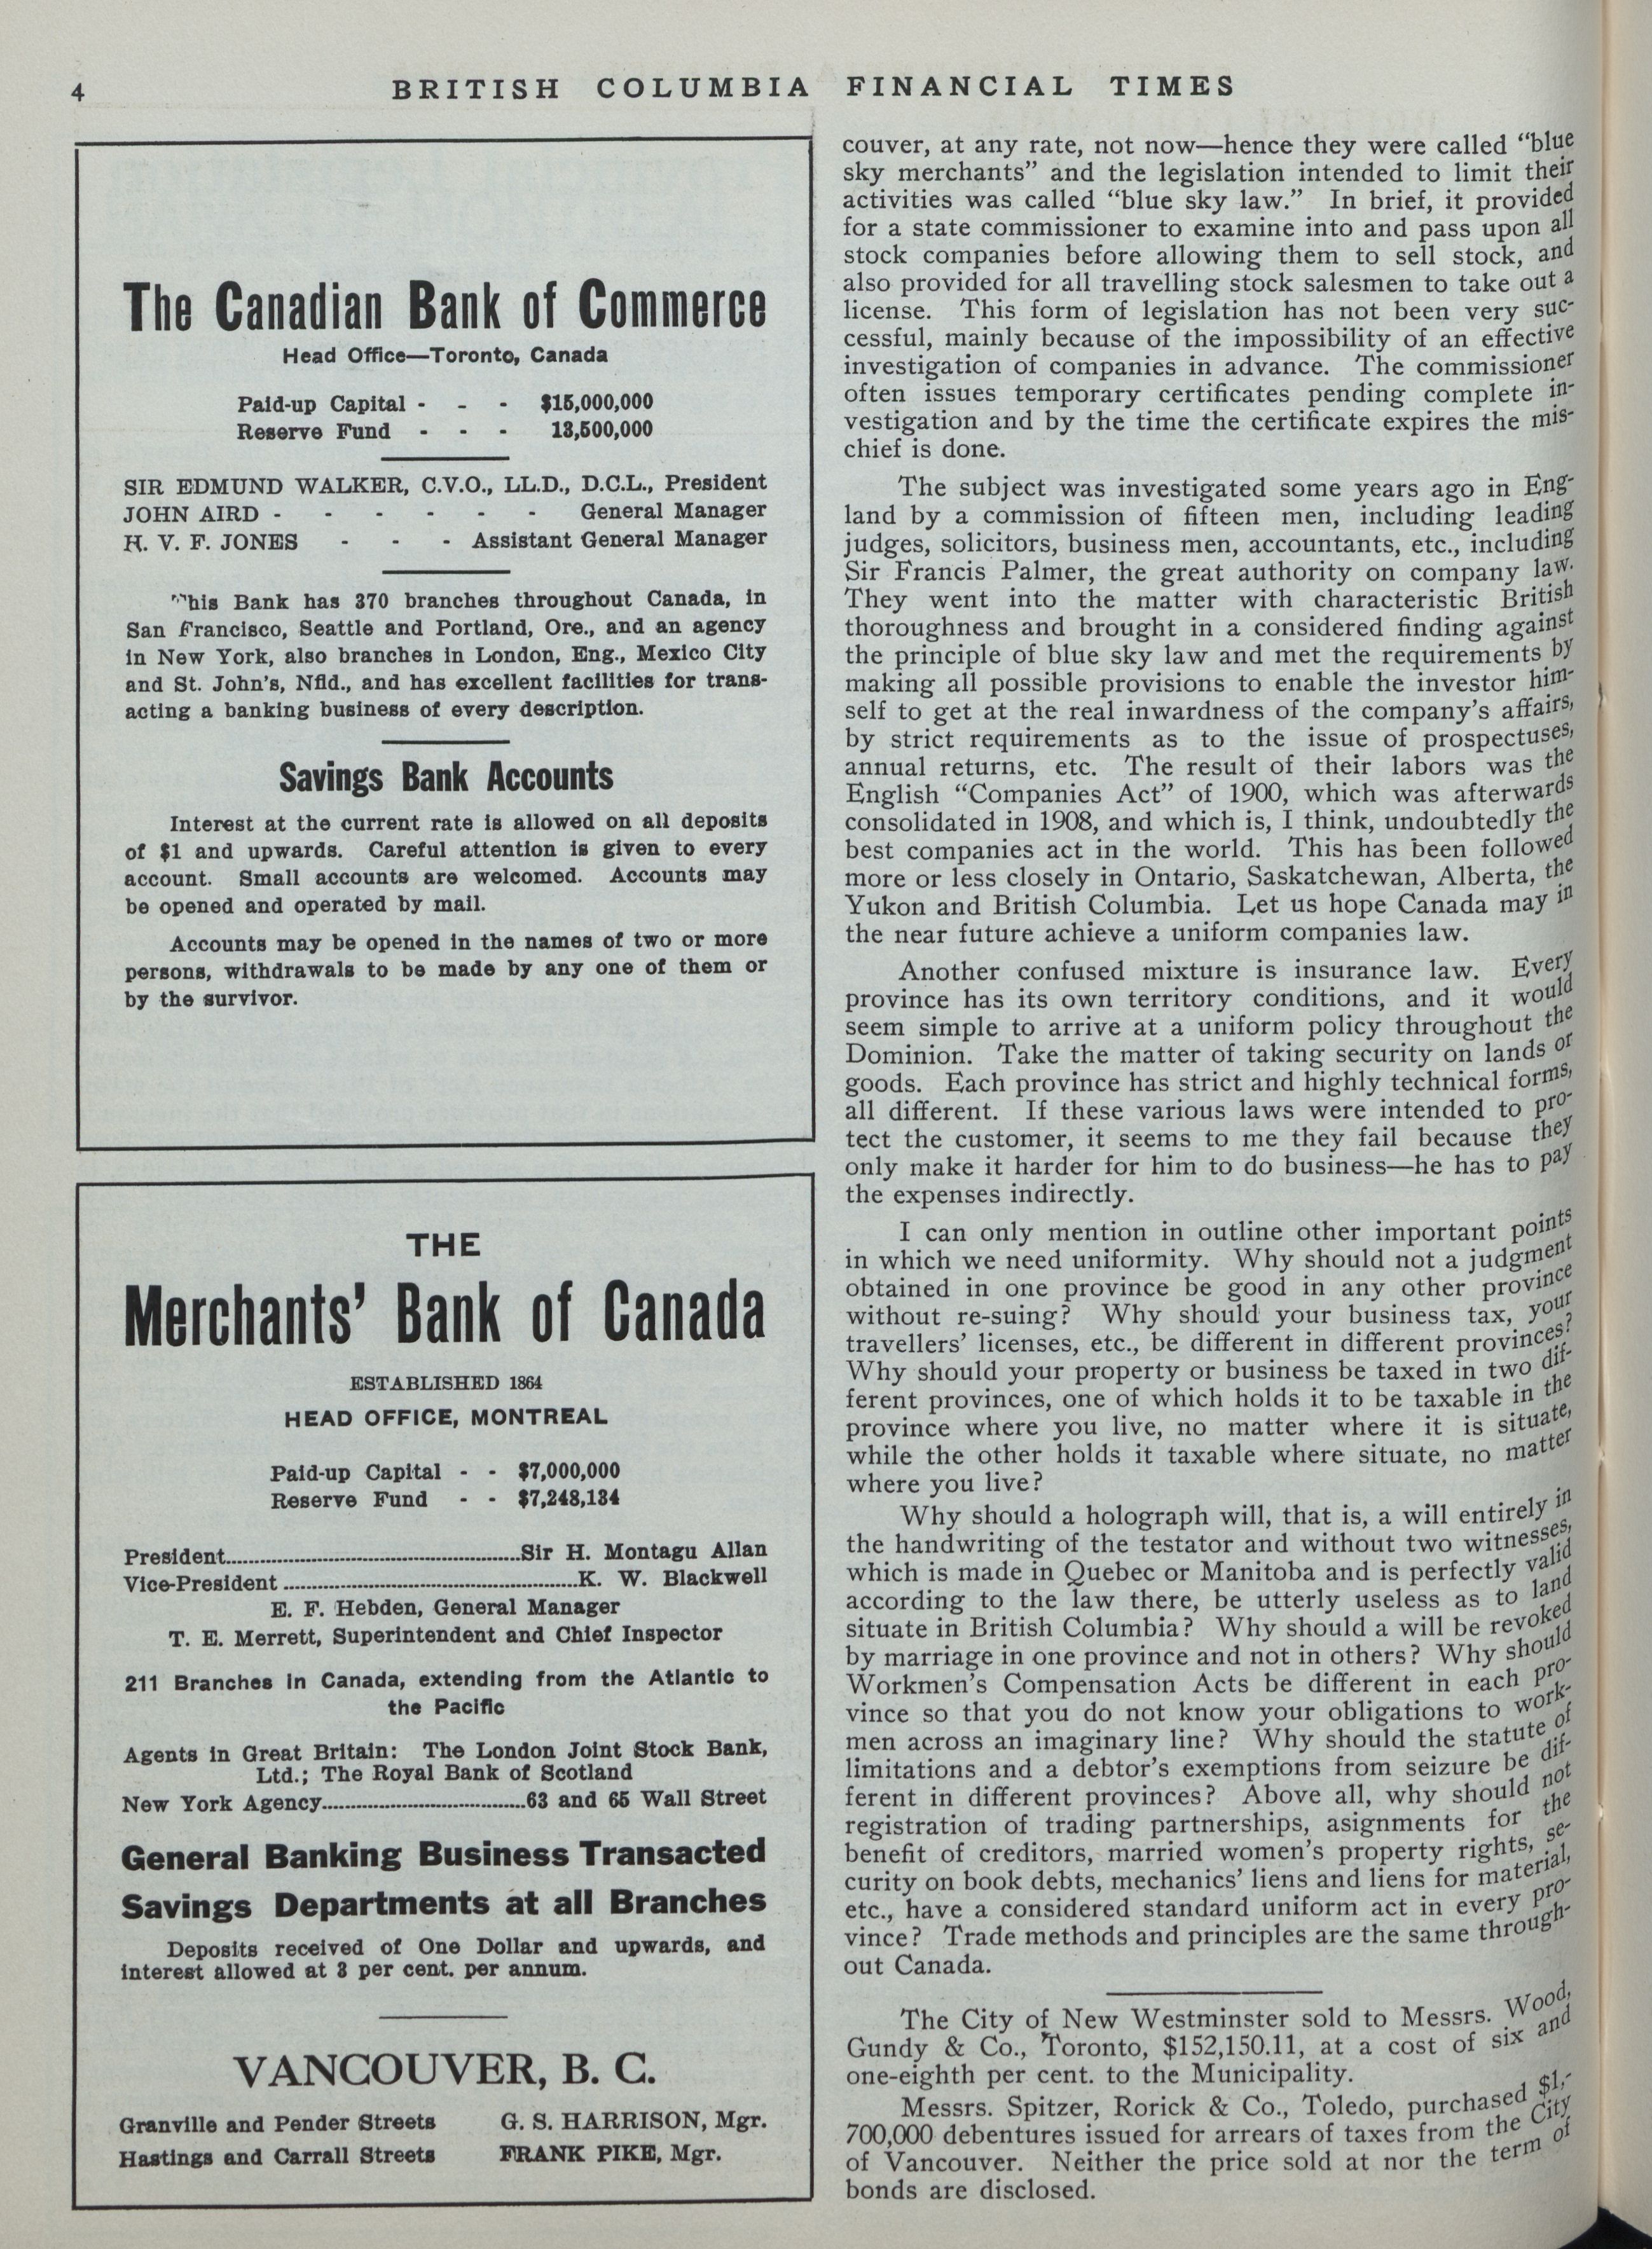 4
BRITISH COLUMBIA FINANCIAL TIMES
The Canadian Bank of Commerce
Head Office—Toronto, Canada
Paid-up Capital - - - $15,000,000
Reserve Fund - - - 13,500,000
SIR EDMUND WALKER, C.V.O., LL.D., D.C.L., President
JOHN AIRD - - - - - - General Manager
H. V. F. JONES - - - Assistant General Manager
This Bank has 370 branches throughout Canada, in
San Francisco, Seattle and Portland, Ore., and an agency
in New York, also branches in London, Eng., Mexico City
and St. John's, Nfld., and has excellent facilities for trans-
acting a banking business of every description.
Savings Bank Accounts
Interest at the current rate is allowed on all deposits
of $1 and upwards. Careful attention is given to every
account. Small accounts are welcomed. Accounts may
be opened and operated by mail.
Accounts may be opened in the names of two or more
persons, withdrawals to be made by any one of them or
by the survivor.
THE
Merchants' Bank of Canada
ESTABLISHED 1864
HEAD OFFICE, MONTREAL
Paid-up Capital - - $7,000,000
Reserve Fund - - $7,248,134
President..........Sir H. Montagu Allan
Vice-President..........K. W. Blackwell
E. F. Hebden, General Manager
T. E. Merrett, Superintendent and Chief Inspector
211 Branches in Canada, extending from the Atlantic to
the Pacific
Agents in Great Britain: The London Joint Stock Bank,
Ltd.; The Royal Bank of Scotland
New York Agency..........63 and 65 Wall Street
General Banking Business Transacted
Savings Departments at all Branches
Deposits received of One Dollar and upwards, and
interest allowed at 3 per cent. per annum.
VANCOUVER, B. C.
Granville and Pender Streets G. S. HARRISON, Mgr.
Hastings and Carrall Streets FRANK PIKE, Mgr.
couver, at any rate, not now—hence they were called "blue
sky merchants" and the legislation intended to limit their
activities was called "blue sky law." In brief, it provided
for a state commissioner to examine into and pass upon all
stock companies before allowing them to sell stock, and
also provided for all travelling stock salesmen to take out a
license. This form of legislation has not been very suc-
cessful, mainly because of the impossibility of an effective
investigation of companies in advance. The commissioner
often issues temporary certificates pending complete in-
vestigation and by the time the certificate expires the mis-
chief is done.
The subject was investigated some years ago in Eng-
land by a commission of fifteen men, including leading
judges, solicitors, business men, accountants, etc., including
Sir Francis Palmer, the great authority on company law.
They went into the matter with characteristic British
thoroughness and brought in a considered finding against
the principle of blue sky law and met the requirements by
making all possible provisions to enable the investor him-
self to get at the real inwardness of the company's affairs,
by strict requirements as to the issue of prospectuses,
annual returns, etc. The result of their labors was the
English "Companies Act" of 1900, which was afterwards
consolidated in 1908, and which is, I think, undoubtedly the
best companies act in the world. This has been followed
more or less closely in Ontario, Saskatchewan, Alberta, the
Yukon and British Columbia. Let us hope Canada may in
the near future achieve a uniform companies law.
Another confused mixture is insurance law. Every
province has its own territory conditions, and it would
seem simple to arrive at a uniform policy throughout the
Dominion. Take the matter of taking security on lands or
goods. Each province has strict and highly technical forms,
all different. If these various laws were intended to pro-
tect the customer, it seems to me they fail because they
only make it harder for him to do business—he has to pay
the expenses indirectly.
I can only mention in outline other important points
in which we need uniformity. Why should not a judgment
obtained in one province be good in any other province
without re-suing? Why should your business tax, your
travellers' licenses, etc., be different in different provinces?
Why should your property or business be taxed in two dif-
ferent provinces, one of which holds it to be taxable in the
province where you live, no matter where it is situate,
while the other holds it taxable where situate, no matter
where you live?
Why should a holograph will, that is, a will entirely in
the handwriting of the testator and without two witnesses,
which is made in Quebec or Manitoba and is perfectly valid
according to the law there, be utterly useless as to land
situate in British Columbia? Why should a will be revoked
by marriage in one province and not in others? Why should
Workmen's Compensation Acts be different in each pro-
vince so that you do not know your obligations to work-
men across an imaginary line? Why should the statute of
limitations and a debtor's exemptions from seizure be dif-
ferent in different provinces? Above all, why should not
registration of trading partnerships, asignments for the
benefit of creditors, married women's property rights, se-
curity on book debts, mechanics' liens and liens for material,
etc., have a considered standard uniform act in every pro-
vince? Trade methods and principles are the same through-
out Canada.
The City of New Westminster sold to Messrs. Wood,
Gundy & Co., Toronto, $152,150.11, at a cost of six and
one-eighth per cent. to the Municipality.
Messrs. Spitzer, Rorick & Co., Toledo, purchased $1,-
700,000 debentures issued for arrears of taxes from the City
of Vancouver. Neither the price sold at nor the term of
bonds are disclosed.